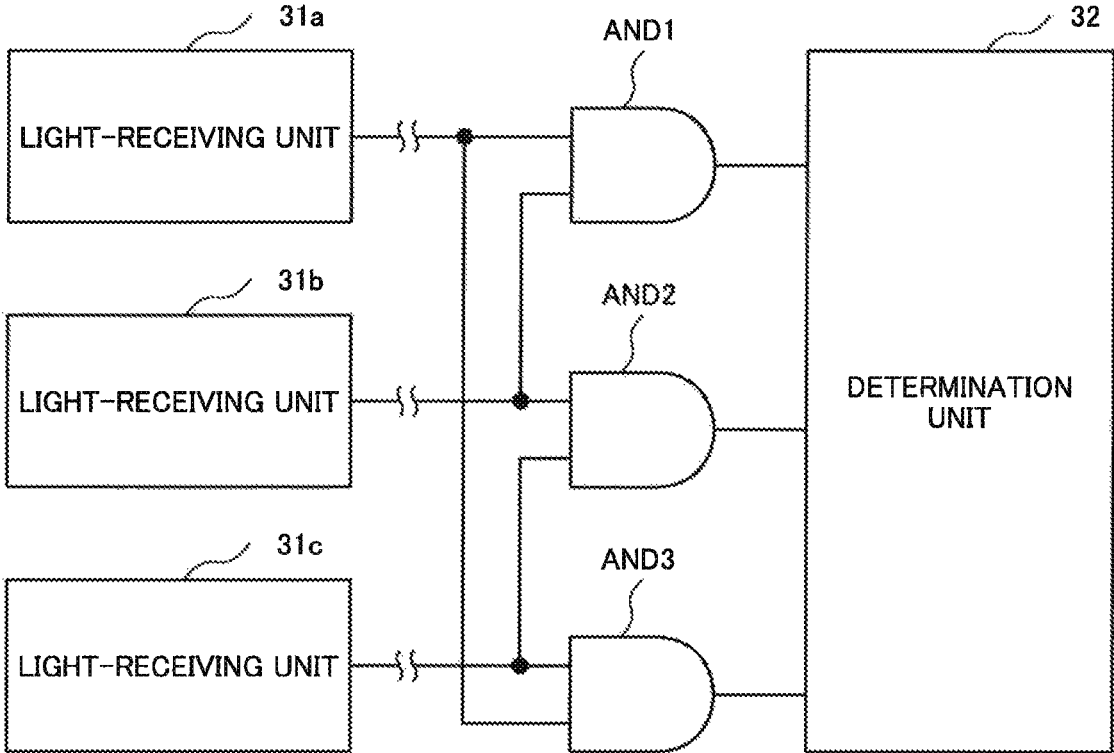 31a
AND1
32
LIGHT-RECEIVING UNIT
31b
AND2
LIGHT-RECEIVING UNIT
DETERMINATION
UNIT
31c
AND3
LIGHT-RECEIVING UNIT